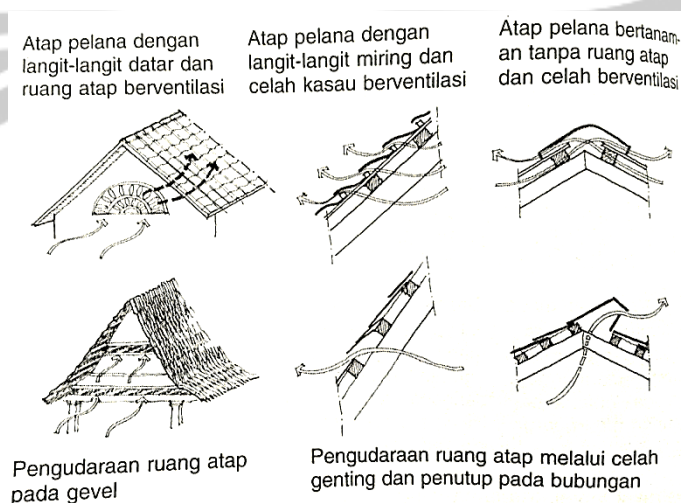 Atap pelana dengan
langit-langit datar dan
ruang atap berventilasi
Atap pelana dengan
langit-langit miring dan
celah kasau berventilasi
Atap pelana bertanam-
an tanpa ruang atap
dan celah berventilasi
Pengudaraan ruang atap
pada gevel
Pengudaraan ruang atap melalui celah
genting dan penutup pada bubungan